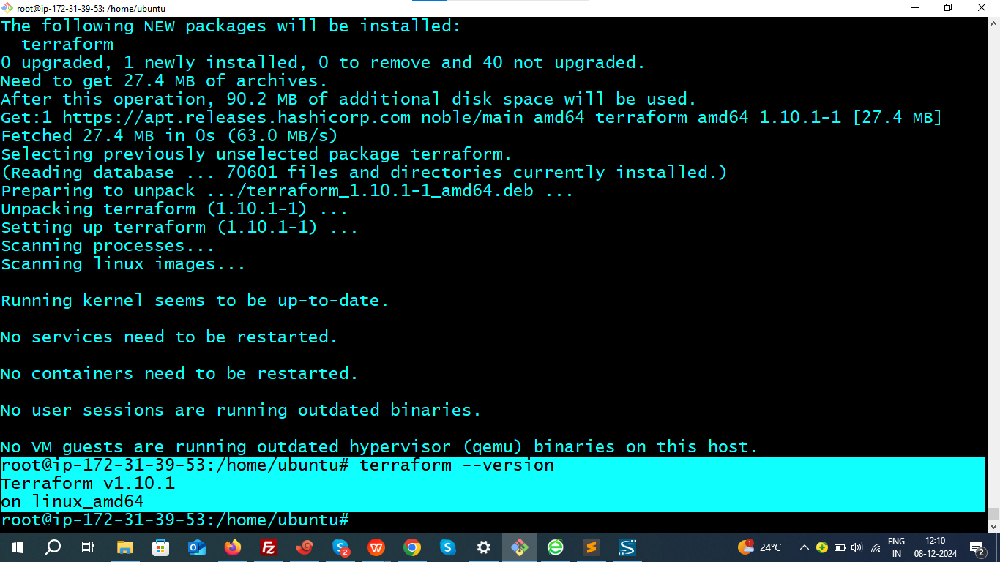 root@ip-172-31-39-53: /home/ubuntu
The following NEW packages will be installed:
  terraform
0 upgraded, 1 newly installed, 0 to remove and 40 not upgraded.
Need to get 27.4 MB of archives.
After this operation, 90.2 MB of additional disk space will be used.
Get:1 https://apt.releases.hashicorp.com noble/main amd64 terraform amd64 1.10.1-1 [27.4 MB]
Fetched 27.4 MB in 0s (63.0 MB/s)
Selecting previously unselected package terraform.
(Reading database ... 70601 files and directories currently installed.)
Preparing to unpack .../terraform_1.10.1-1_amd64.deb ...
Unpacking terraform (1.10.1-1) ...
Setting up terraform (1.10.1-1) ...
Scanning processes...
Scanning linux images...
Running kernel seems to be up-to-date.
No services need to be restarted.
No containers need to be restarted.
No user sessions are running outdated binaries.
No VM guests are running outdated hypervisor (qemu) binaries on this host.
root@ip-172-31-39-53:/home/ubuntu# terraform --version
Terraform v1.10.1
on linux_amd64
root@ip-172-31-39-53:/home/ubuntu#
Fz
2
W
S
S
S
1
24°C
ENG
IN
12:10
08-12-2024
2